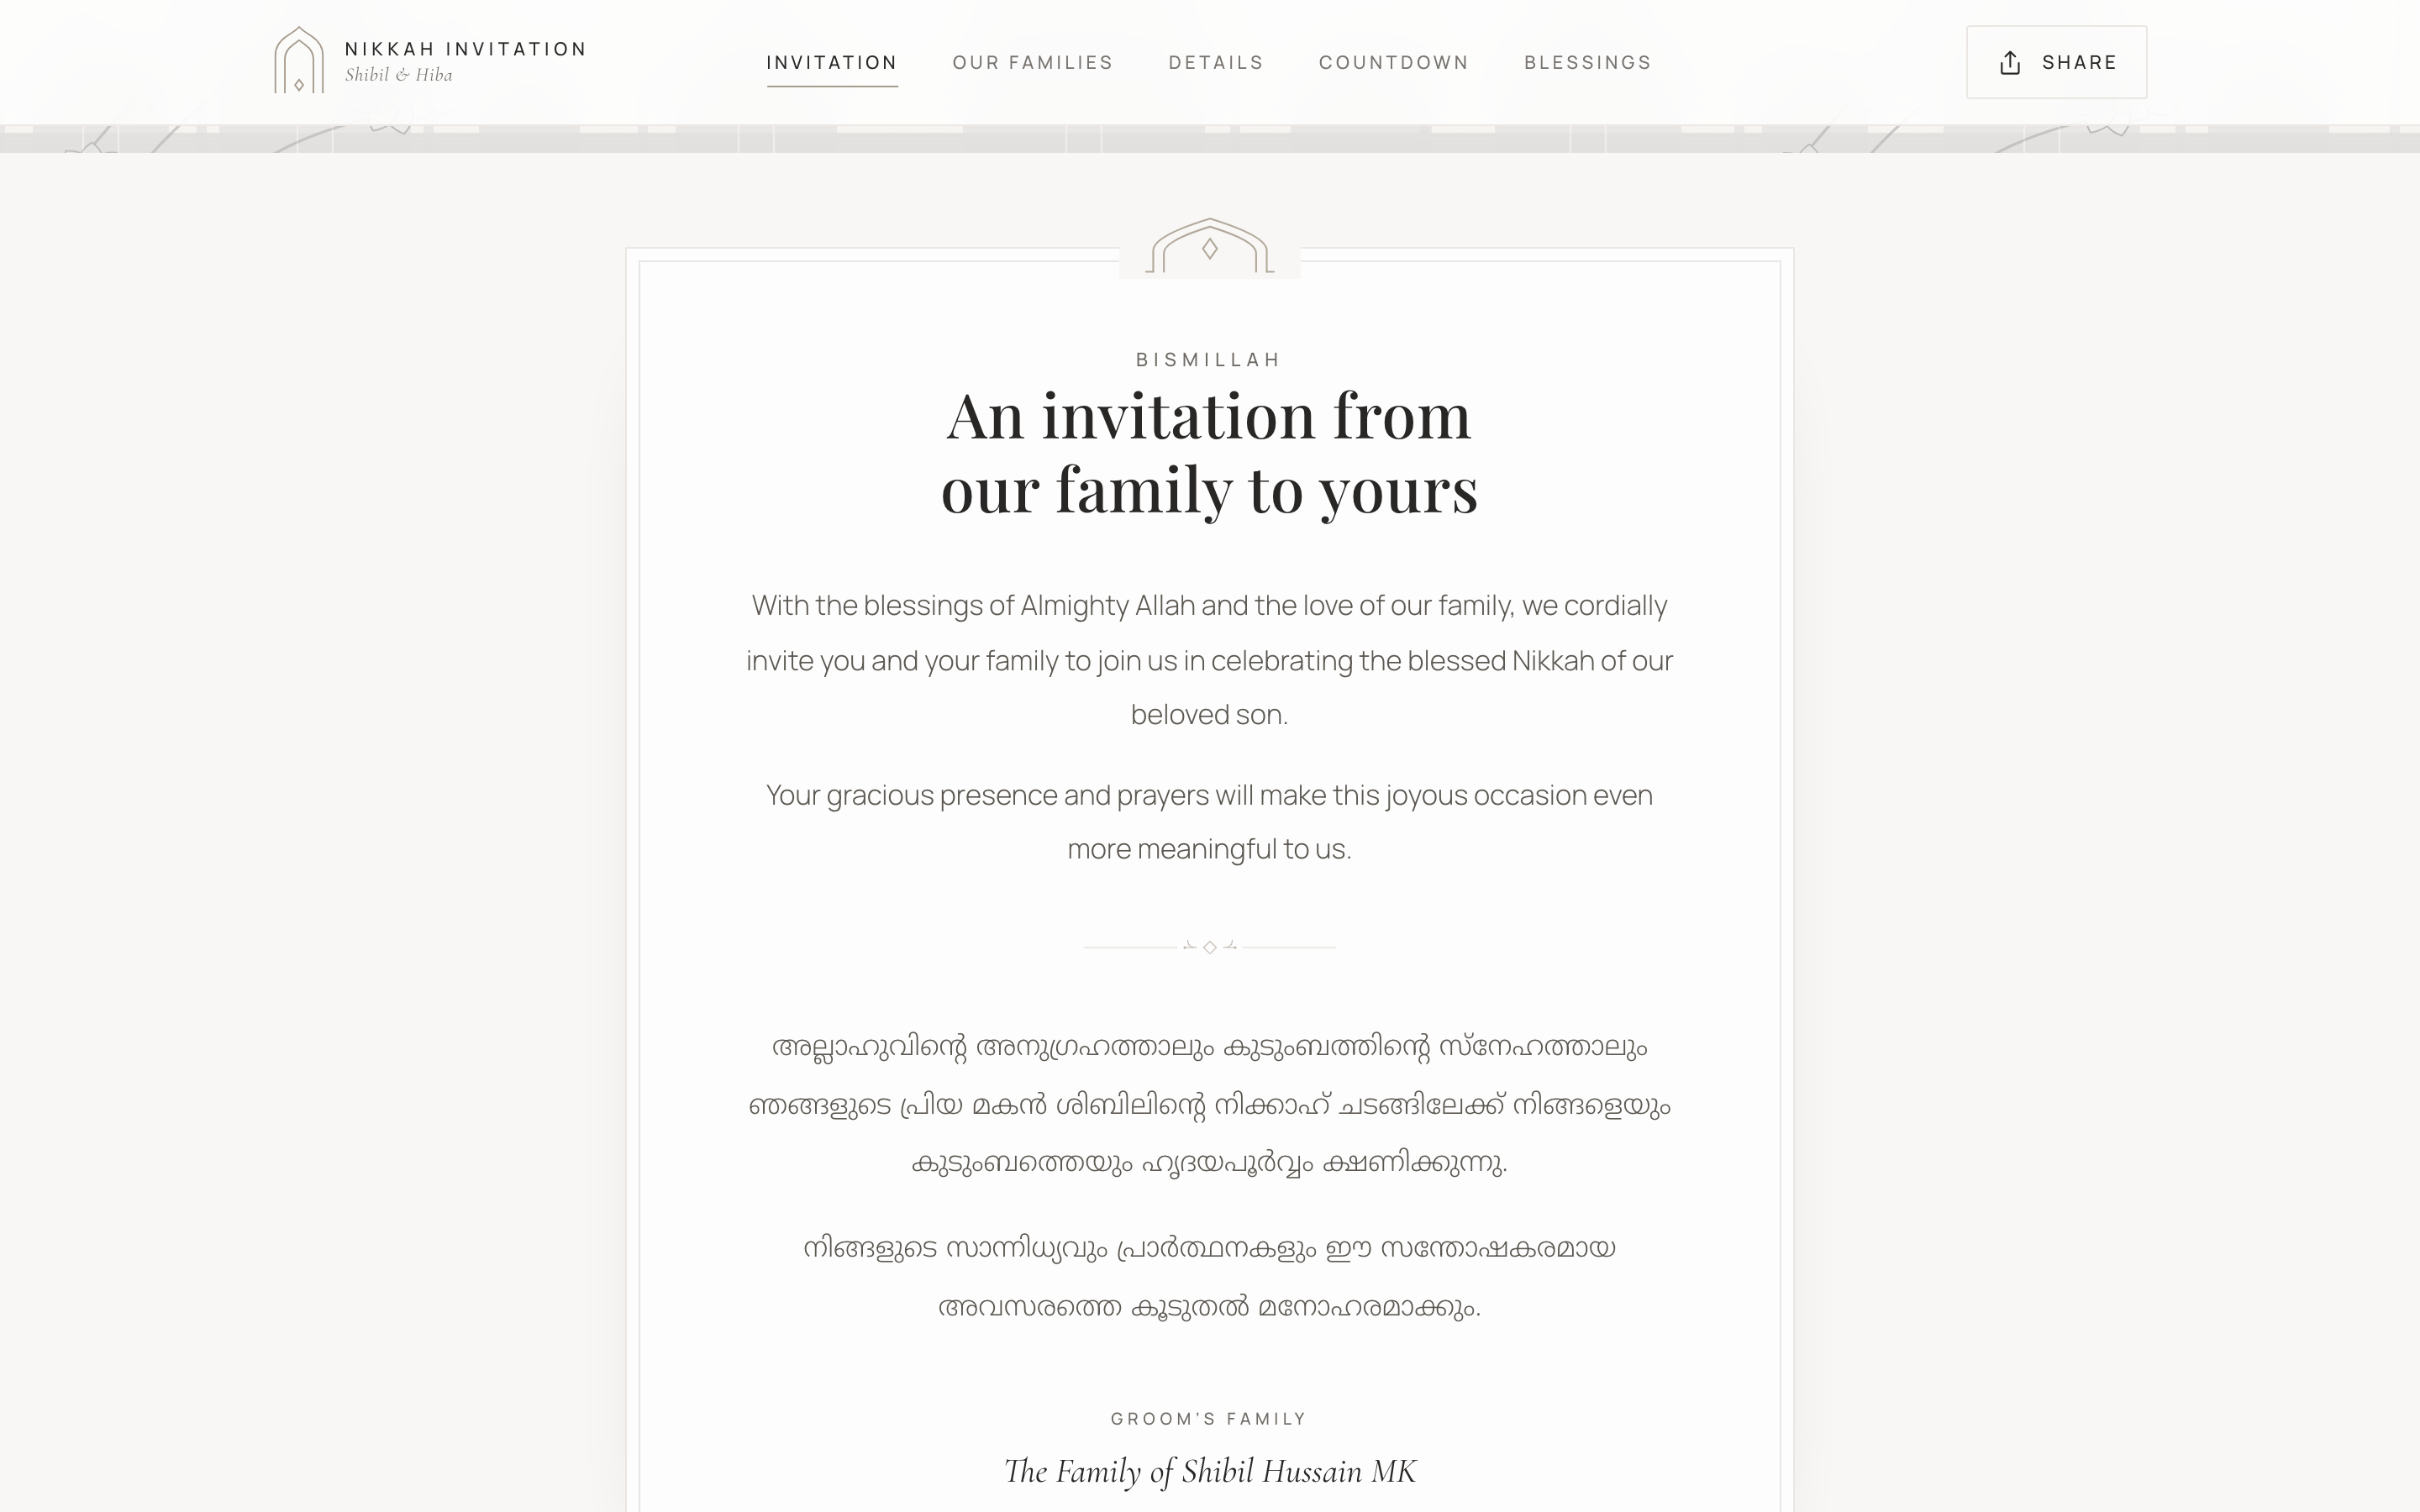 NIKKAH INVITATION
Shibil & Hiba
INVITATION
OUR FAMILIES
DETAILS
COUNTDOWN
BLESSINGS
SHARE
BISMILLAH
An invitation from
our family to yours
With the blessings of Almighty Allah and the love of our family, we cordially
invite you and your family to join us in celebrating the blessed Nikkah of our
beloved son.
Your gracious presence and prayers will make this joyous occasion even
more meaningful to us.
അല്ലാഹുവിന്റെ അനുഗ്രഹത്താലും കുടുംബത്തിന്റെ സ്നേഹത്താലും
ഞങ്ങളുടെ പ്രിയ മകൻ ശിബിലിന്റെ നിക്കാഹ് ചടങ്ങിലേക്ക് നിങ്ങളെയും
കുടുംബത്തെയും ഹൃദയപൂർവ്വം ക്ഷണിക്കുന്നു.
നിങ്ങളുടെ സാന്നിധ്യവും പ്രാർത്ഥനകളും ഈ സന്തോഷകരമായ
അവസരത്തെ കൂടുതൽ മനോഹരമാക്കും.
GROOM'S FAMILY
The Family of Shibil Hussain MK